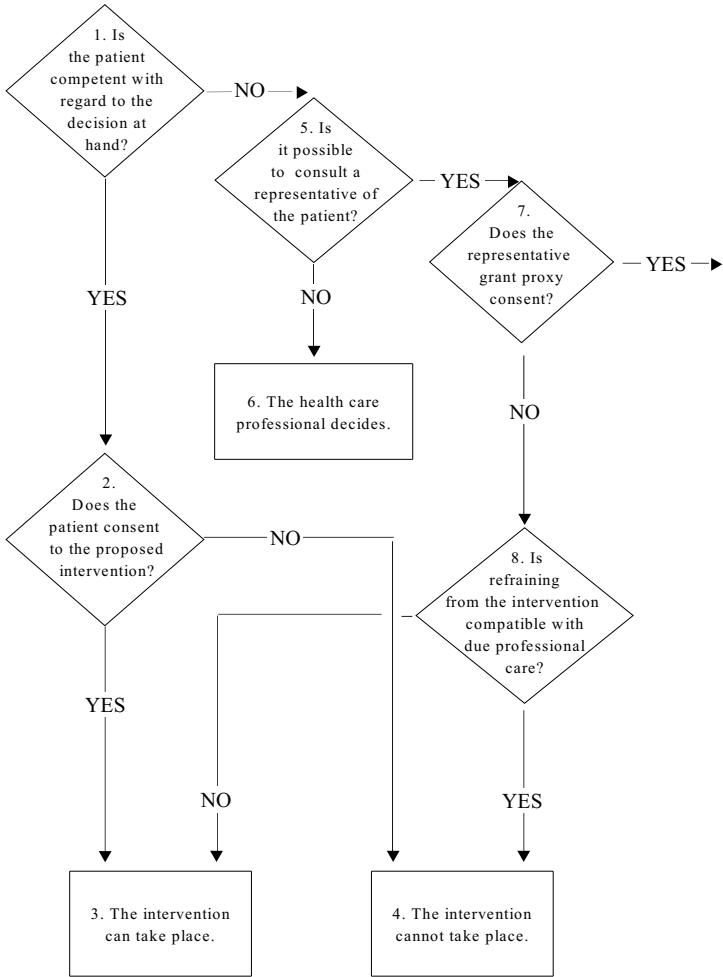 1. Is
the patient
competent with
regard to the
decision at
hand?
NO
5. Is
it possible
to consult a
representative of
the patient?
YES
7.
Does the
representative
grant proxy
consent?
YES
YES
NO
6. The health care
professional decides.
NO
2.
Does the
patient consent
to the proposed
intervention?
NO
8. Is
refraining
from the intervention
compatible with
due professional
care?
YES
NO
YES
3. The intervention
can take place.
4. The intervention
cannot take place.